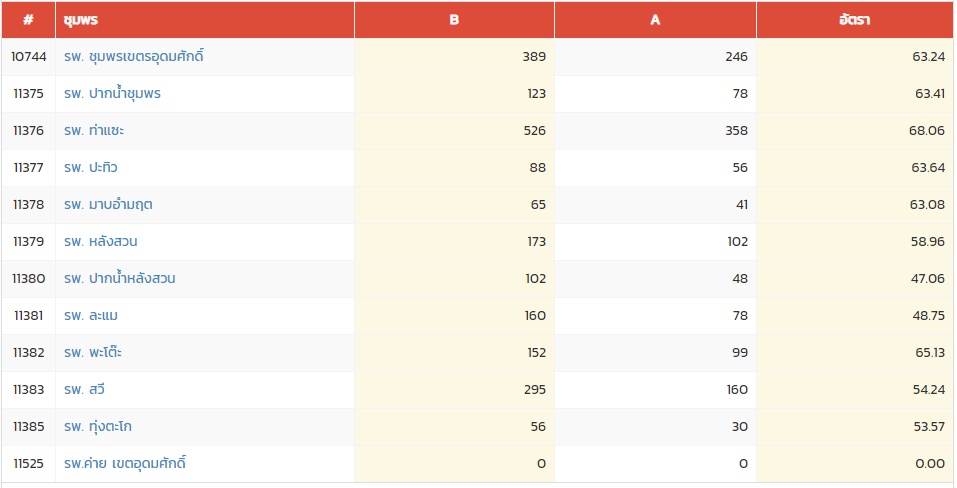 # ชุมพร B A อัตรา
10744 รพ. ชุมพรเขตรอุดมศักดิ์ 389 246 63.24
11375 รพ. ปากน้ำชุมพร 123 78 63.41
11376 รพ. ท่าแซะ 526 358 68.06
11377 รพ. ปะทิว 88 56 63.64
11378 รพ. มาบอำมฤต 65 41 63.08
11379 รพ. หลังสวน 173 102 58.96
11380 รพ. ปากน้ำหลังสวน 102 48 47.06
11381 รพ. ละแม 160 78 48.75
11382 รพ. พะโต๊ะ 152 99 65.13
11383 รพ. สวี 295 160 54.24
11385 รพ. ทุ่งตะโก 56 30 53.57
11525 รพ.ค่าย เขตอุดมศักดิ์ 0 0 0.00